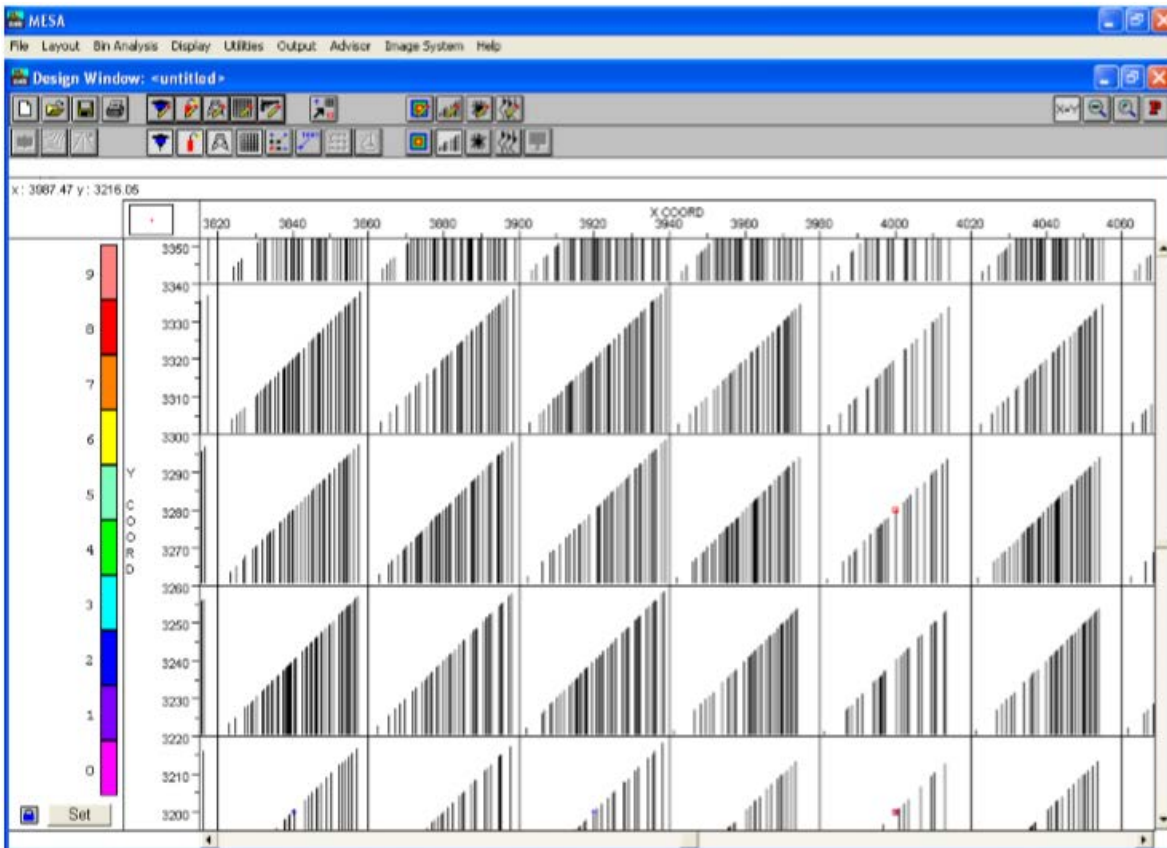 MESA
File Layout Bin Analysis Display Utilities Output Advisor Image System Help
Design Window: <untitled>
X=Y
P
x: 3987.47 y: 3216.05
X COORD
3820 3840 3860 3880 3900 3920 3940 3960 3980 4000 4020 4040 4060
Y COORD
3350
3340
3330
3320
3310
3300
3290
3280
3270
3260
3250
3240
3230
3220
3210
3200
9
8
7
6
5
4
3
2
1
0
Set